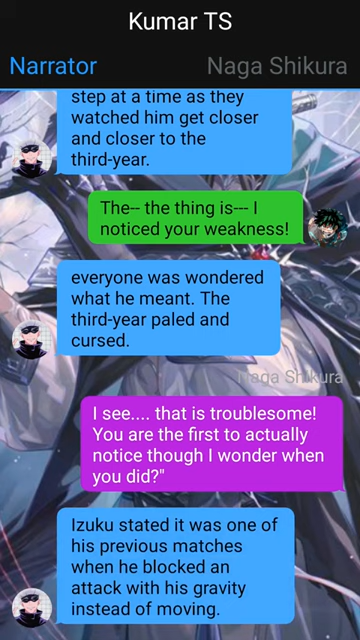 Kumar TS
Narrator
Naga Shikura
step at a time as they
watched him get closer
and closer to the
third-year.
The-- the thing is--- I
noticed your weakness!
everyone was wondered
what he meant. The
third-year paled and
cursed.
Naga Shikura
I see.... that is troublesome!
You are the first to actually
notice though I wonder when
you did?"
Izuku stated it was one of
his previous matches
when he blocked an
attack with his gravity
instead of moving.